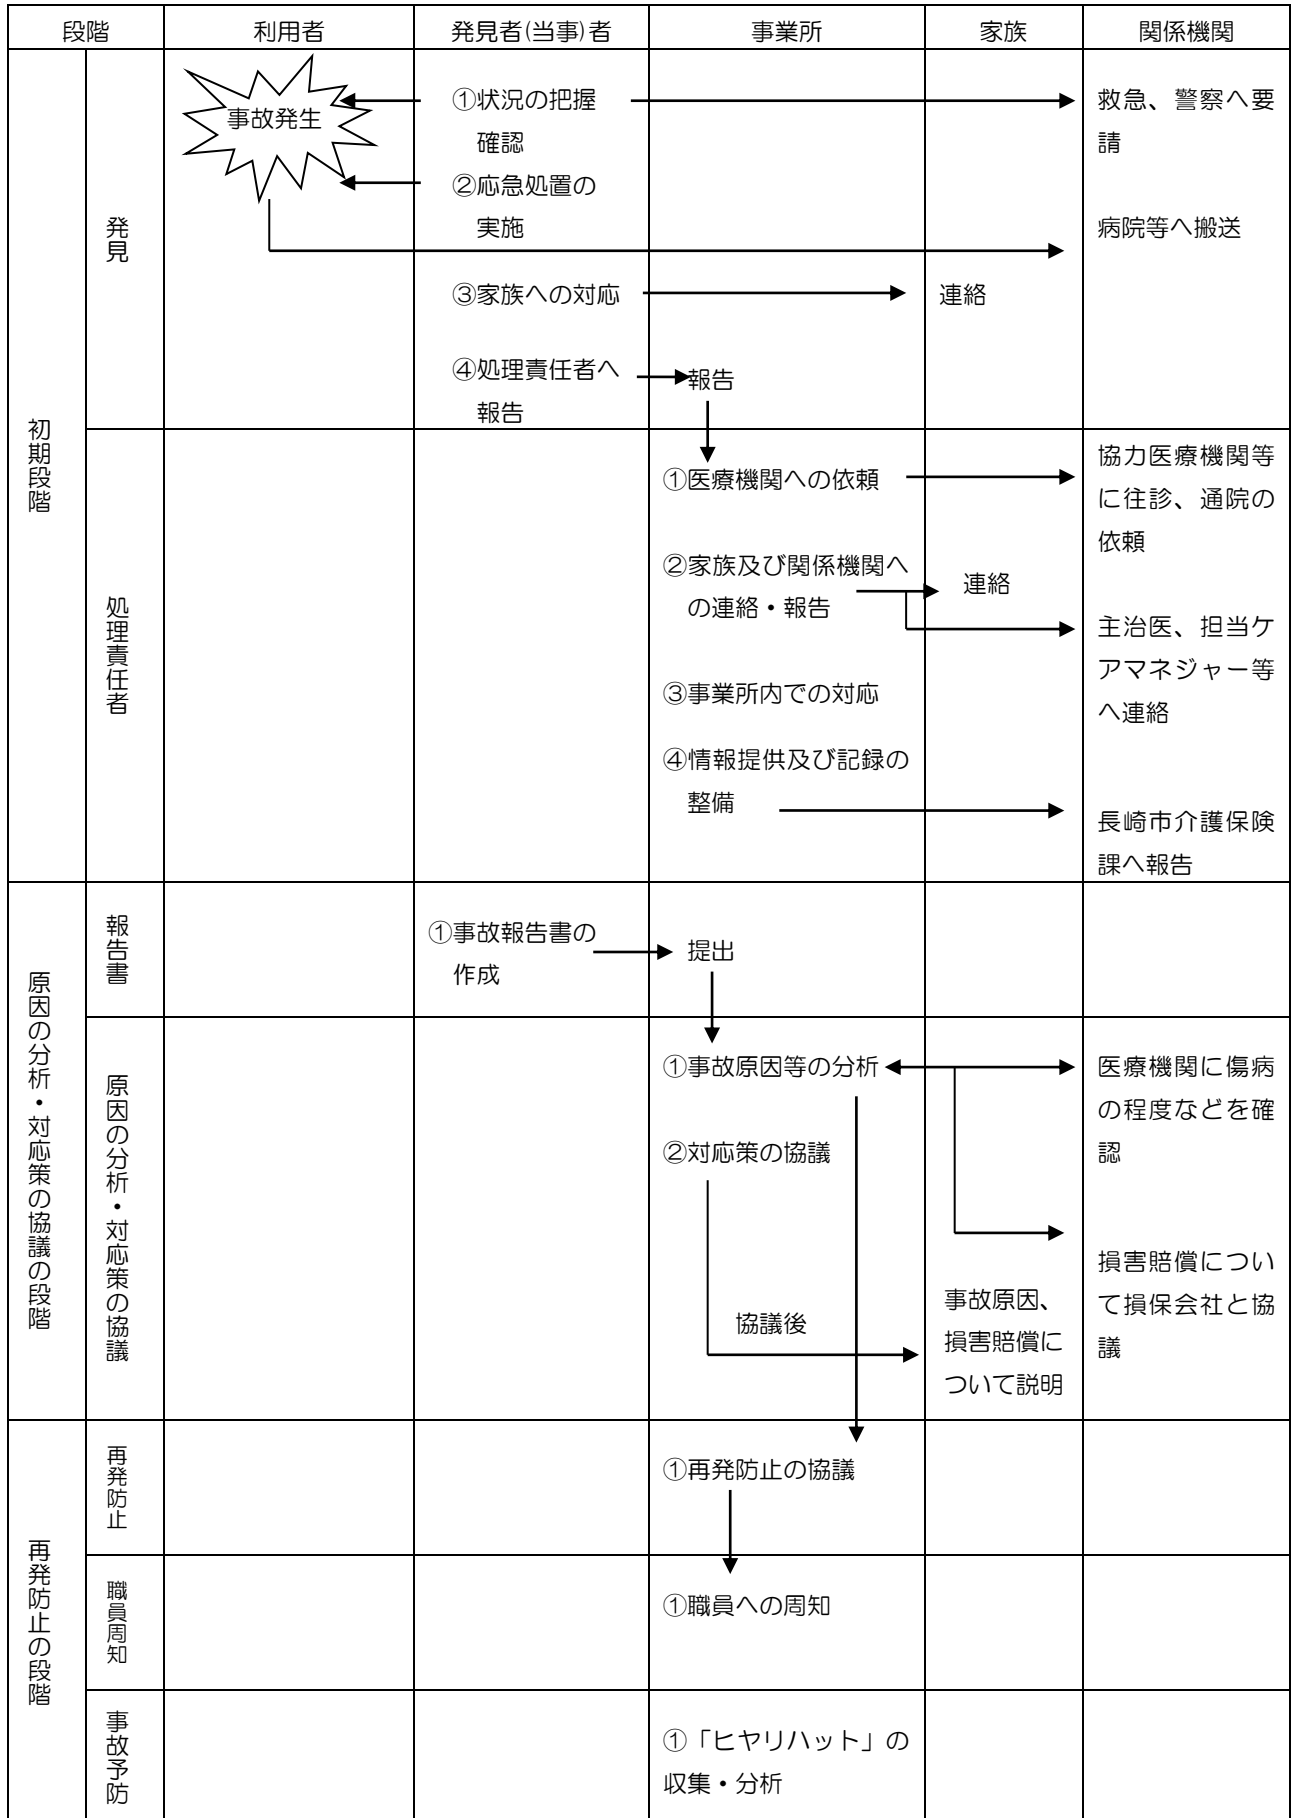 段階
利用者
発見者(当事)者
事業所
家族
関係機関
初期段階
発見
事故発生
①状況の把握
確認
②応急処置の
実施
③家族への対応
④処理責任者へ
報告
報告
連絡
救急、警察へ要
請
病院等へ搬送
処理責任者
①医療機関への依頼
②家族及び関係機関へ
の連絡・報告
③事業所内での対応
④情報提供及び記録の
整備
連絡
協力医療機関等
に往診、通院の
依頼
主治医、担当ケ
アマネジャー等
へ連絡
長崎市介護保険
課へ報告
原因の分析・対応策の協議の段階
報告書
①事故報告書の
作成
提出
原因の分析・対応策の協議
①事故原因等の分析
②対応策の協議
協議後
事故原因、
損害賠償に
ついて説明
医療機関に傷病
の程度などを確
認
損害賠償につい
て損保会社と協
議
再発防止の段階
再発防止
①再発防止の協議
職員周知
①職員への周知
事故予防
①「ヒヤリハット」の
収集・分析